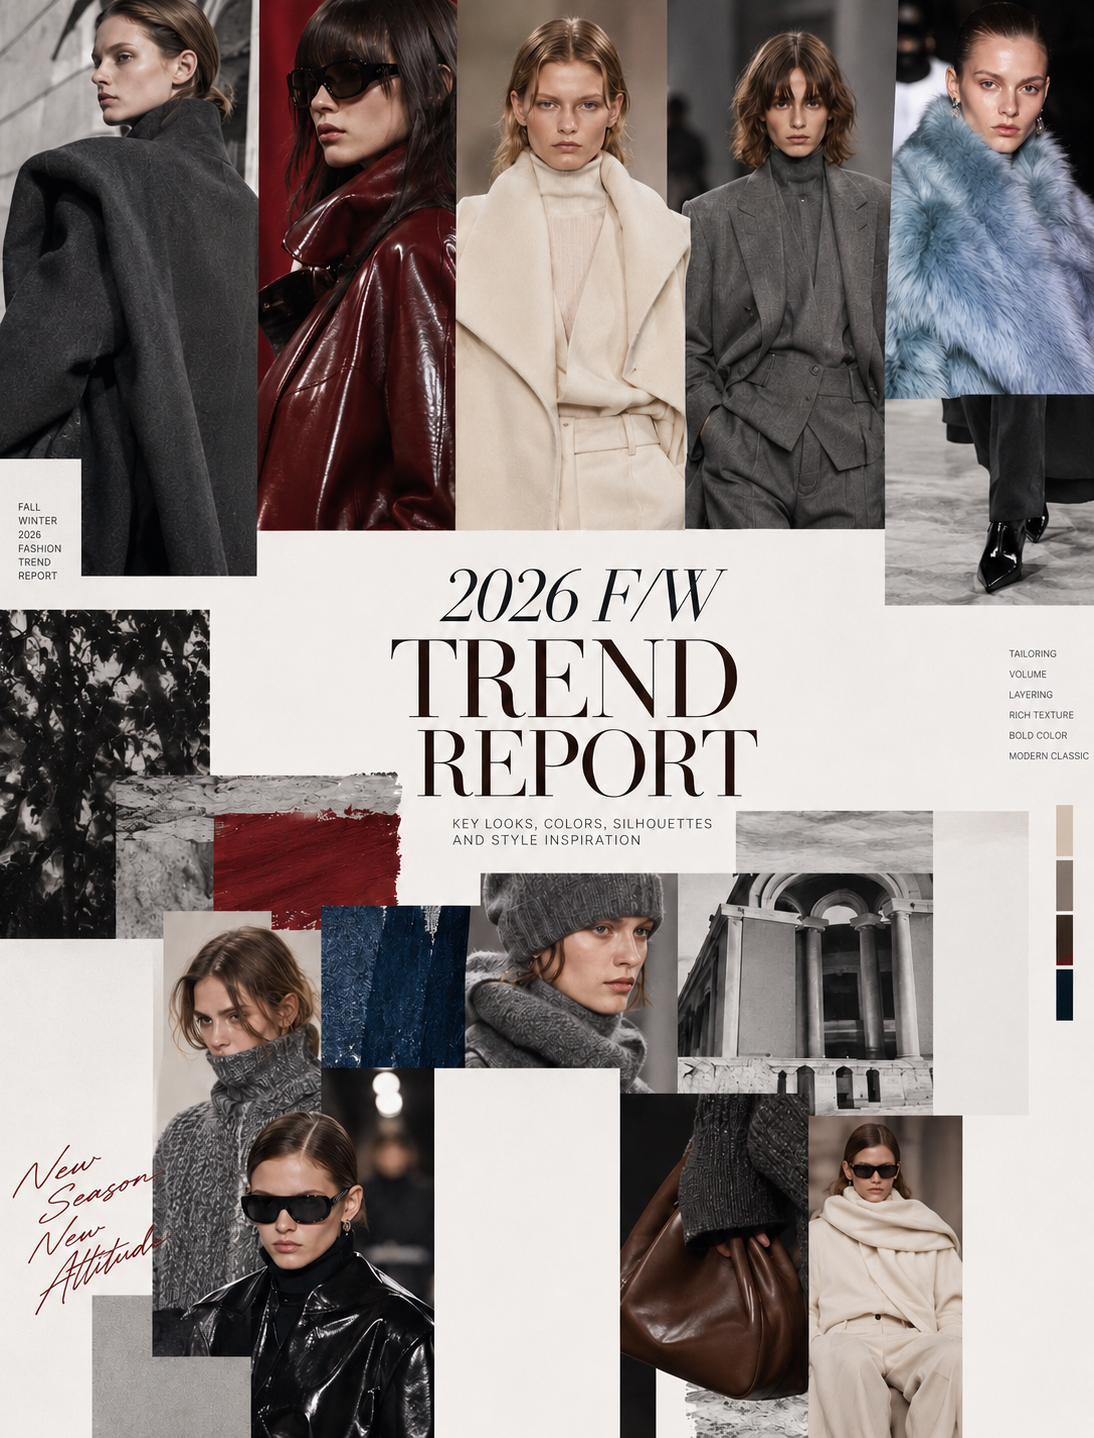 FALL
WINTER
2026
FASHION
TREND
REPORT
2026 F/W
TREND
REPORT
KEY LOOKS, COLORS, SILHOUETTES
AND STYLE INSPIRATION
TAILORING
VOLUME
LAYERING
RICH TEXTURE
BOLD COLOR
MODERN CLASSIC
New
Season
New
Attitude